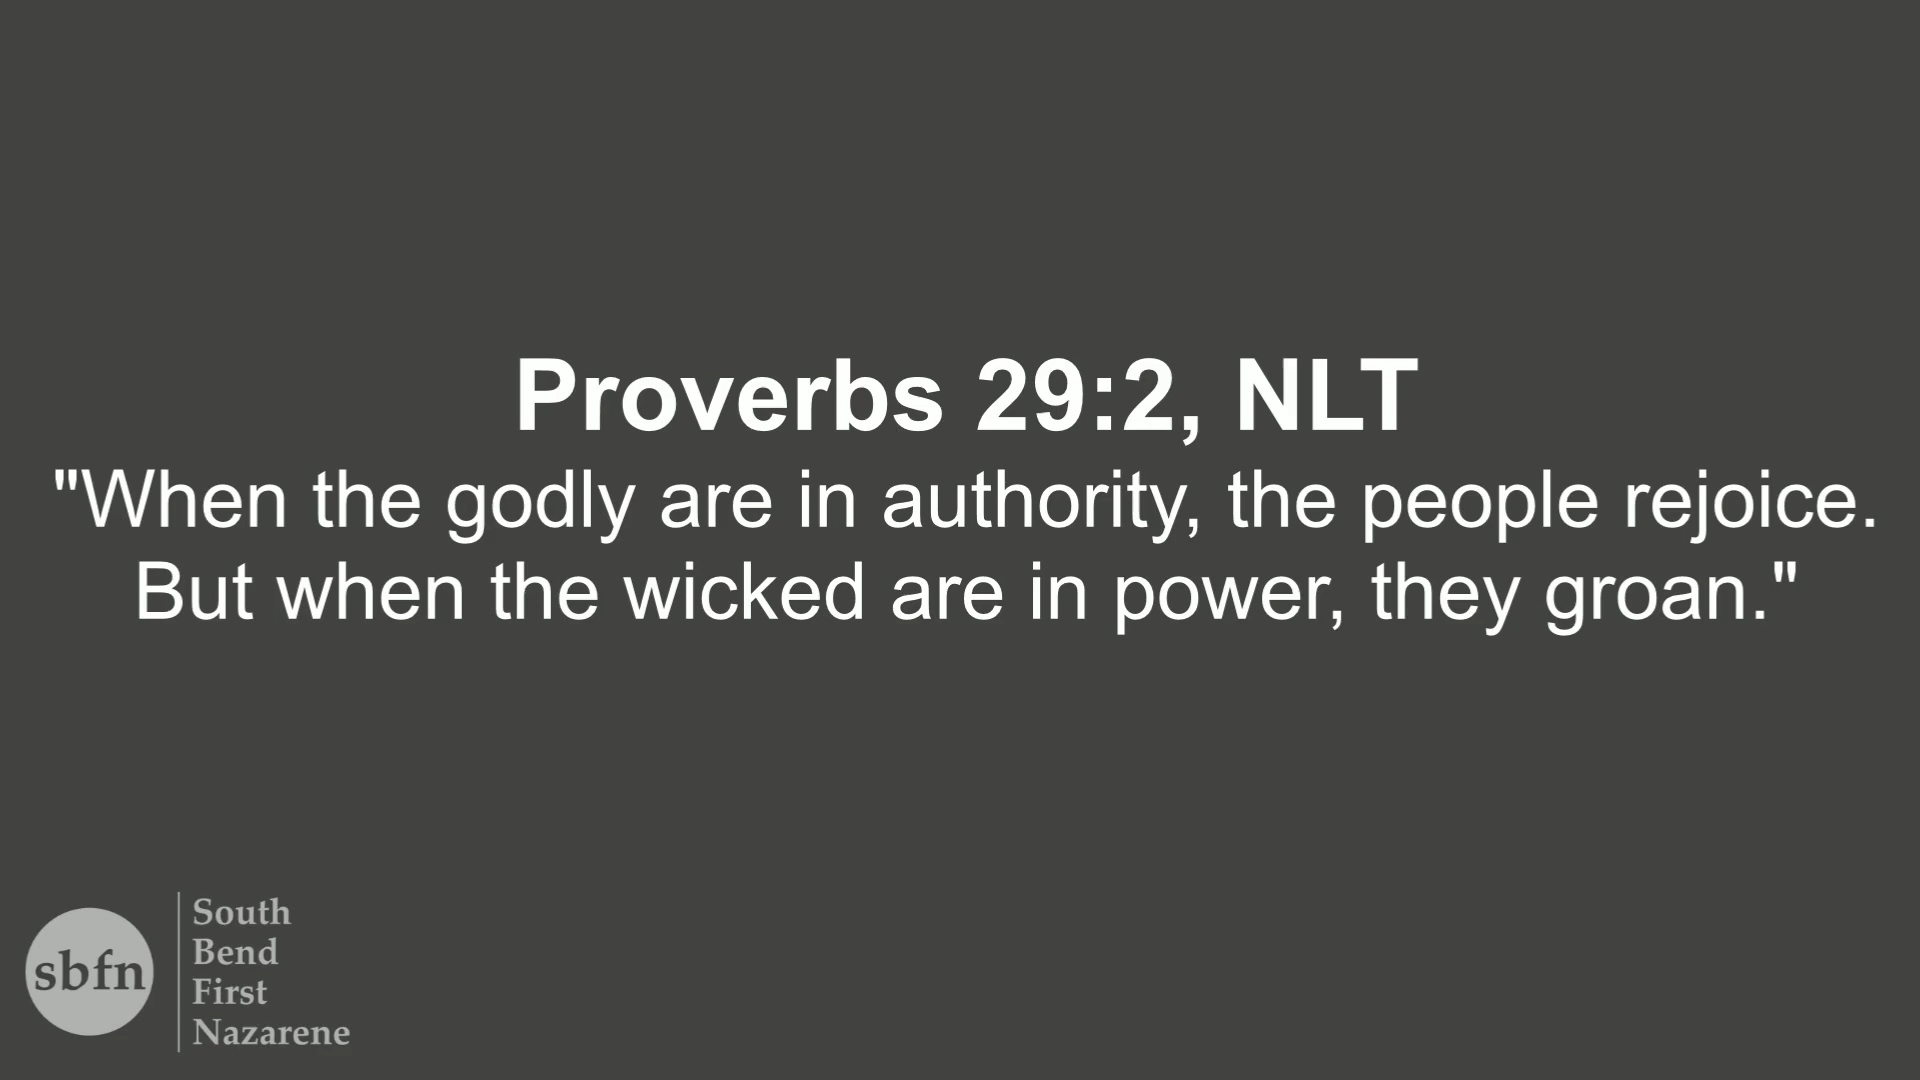 Proverbs 29:2, NLT
"When the godly are in authority, the people rejoice.
But when the wicked are in power, they groan."
sbfn
South
Bend
First
Nazarene